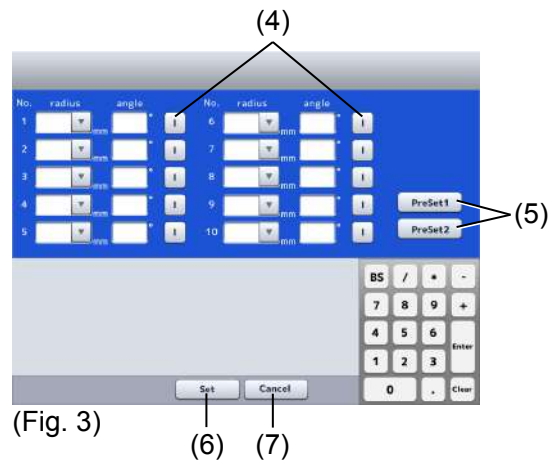 (4)
No. radius angle No. radius angle
1 mm ° I 6 mm ° I
2 mm ° I 7 mm ° I
3 mm ° I 8 mm ° I
4 mm ° I 9 mm ° I
PreSet1
5 mm ° I 10 mm ° I
PreSet2
(5)
BS / * -
7 8 9 +
4 5 6
Enter
1 2 3
0 . Clear
Set Cancel
(Fig. 3)
(6) (7)